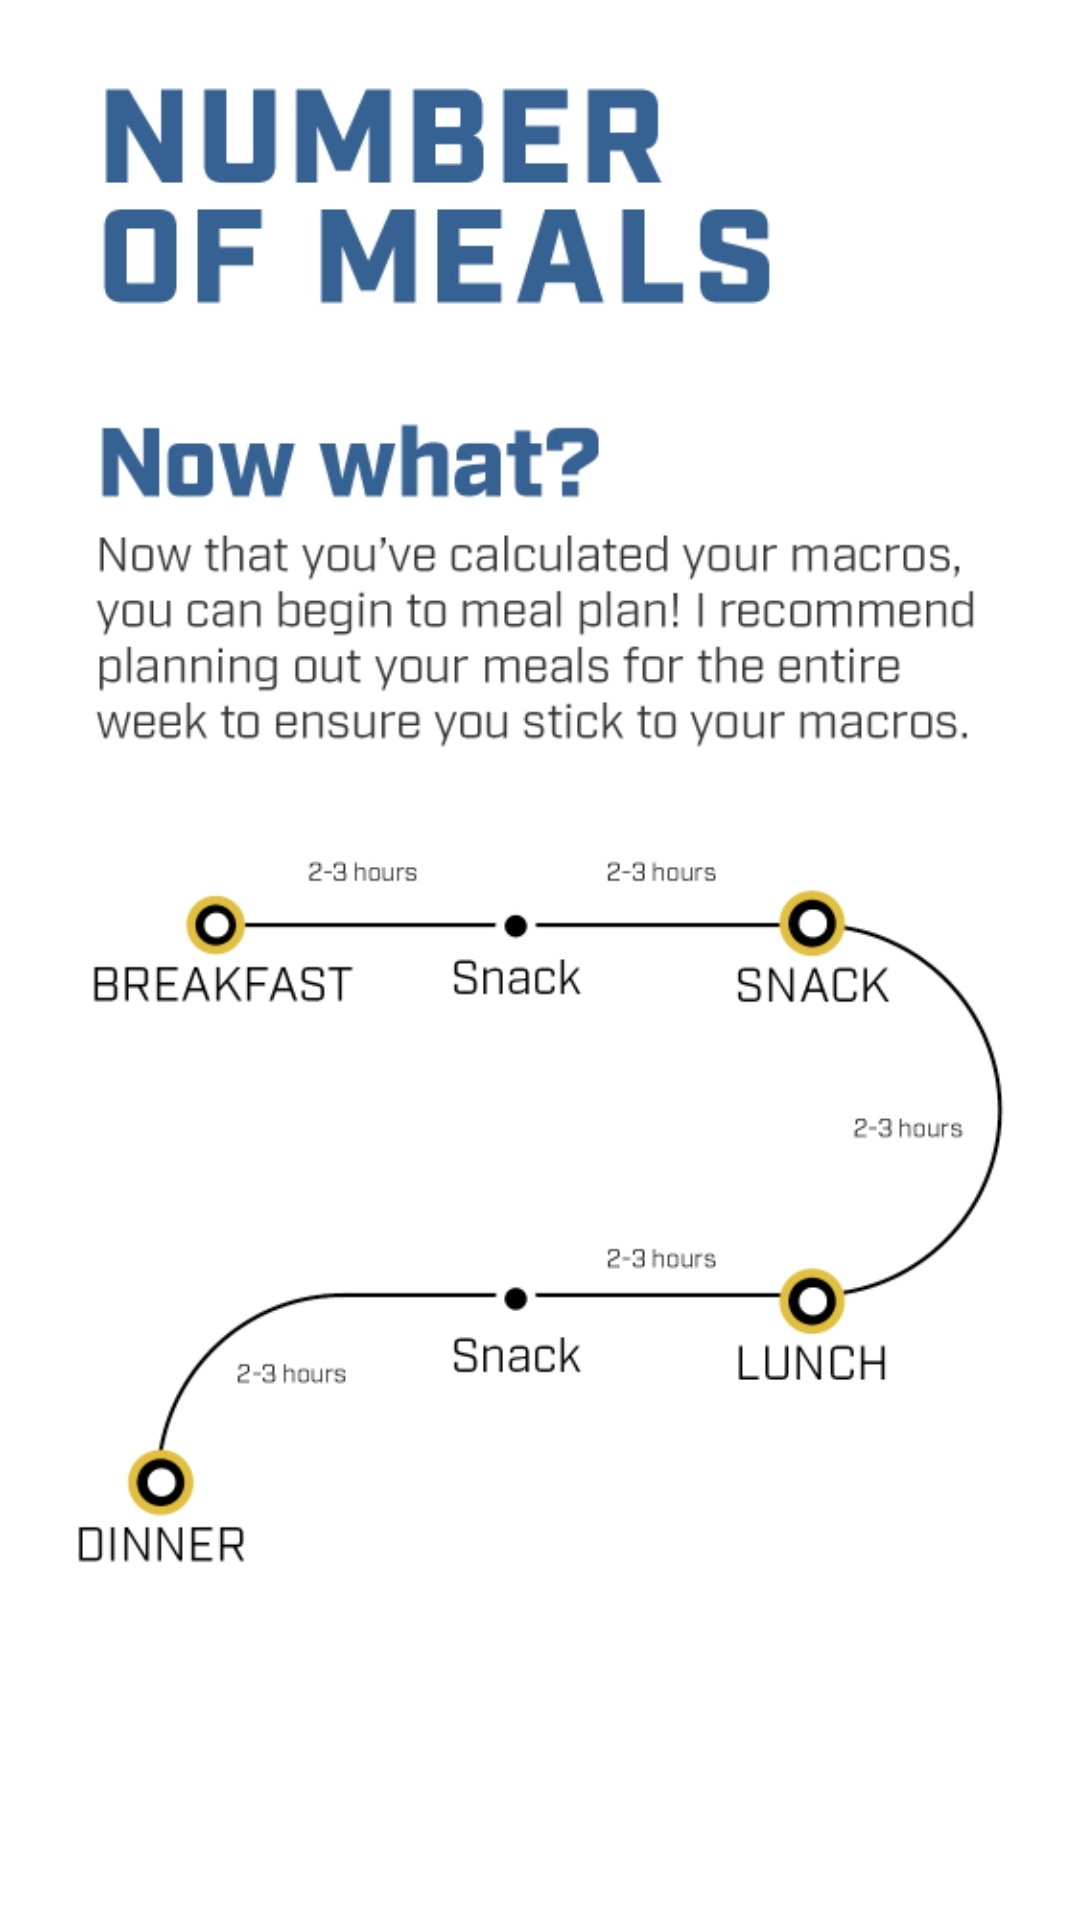 NUMBER
OF MEALS
Now what?
Now that you’ve calculated your macros,
you can begin to meal plan! I recommend
planning out your meals for the entire
week to ensure you stick to your macros.
2-3 hours
2-3 hours
BREAKFAST
Snack
SNACK
2-3 hours
2-3 hours
LUNCH
Snack
2-3 hours
DINNER